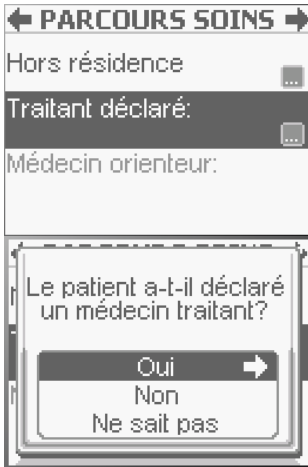 PARCOURS SOINS
Hors résidence
...
Traitant déclaré:
...
Médecin orienteur:
Le patient a-t-il déclaré
un médecin traitant?
Oui
Non
Ne sait pas